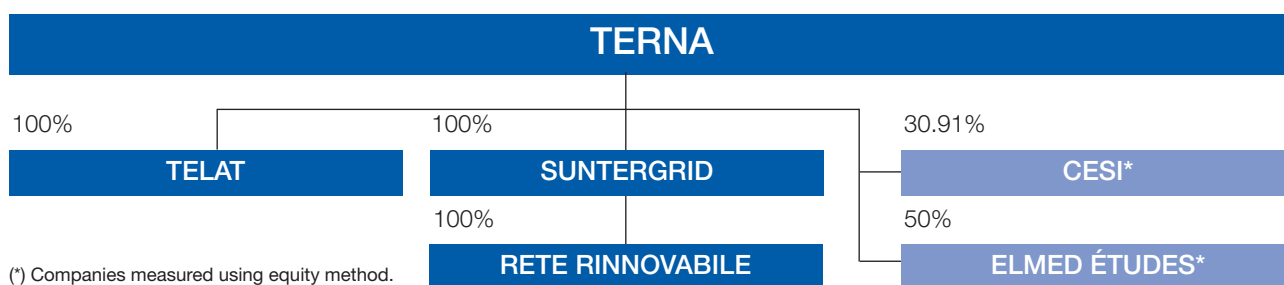 TERNA
100%
100%
30.91%
TELAT
SUNTERGRID
CESI*
100%
50%
RETE RINNOVABILE
ELMED ÉTUDES*
(*) Companies measured using equity method.